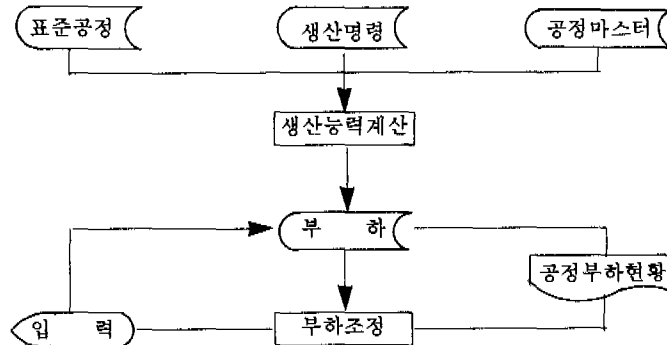 표준공정
생산명령
공정마스터
생산능력계산
부 하
공정부하현황
입 력
부하조정